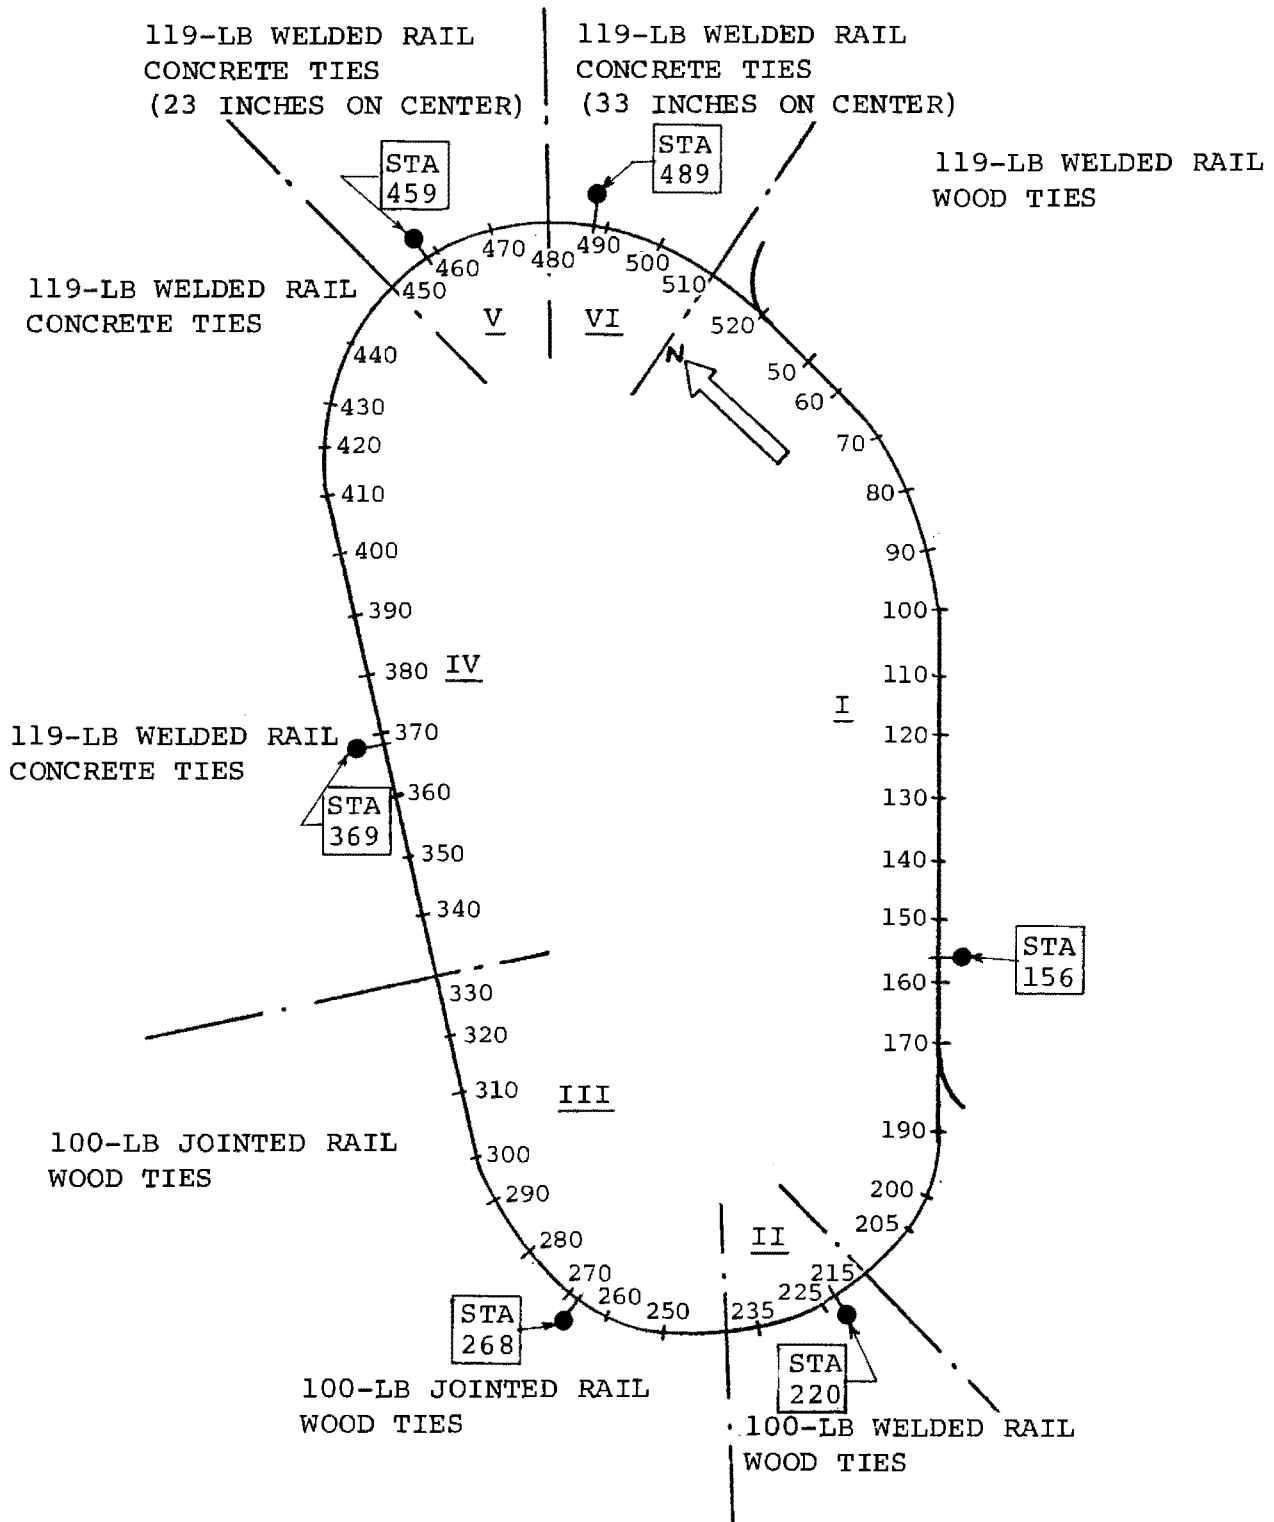 119-LB WELDED RAIL
CONCRETE TIES
(23 INCHES ON CENTER)
119-LB WELDED RAIL
CONCRETE TIES
(33 INCHES ON CENTER)
119-LB WELDED RAIL
WOOD TIES
STA
459
STA
489
119-LB WELDED RAIL
CONCRETE TIES
450
460
470
480
490
500
510
520
V
VI
N
50
60
70
80
90
100
110
120
130
140
150
160
170
190
200
205
215
225
235
250
260
270
280
290
300
310
320
330
340
350
360
370
380
390
400
410
420
430
440
IV
I
119-LB WELDED RAIL
CONCRETE TIES
STA
369
STA
156
III
100-LB JOINTED RAIL
WOOD TIES
II
STA
268
STA
220
100-LB JOINTED RAIL
WOOD TIES
100-LB WELDED RAIL
WOOD TIES